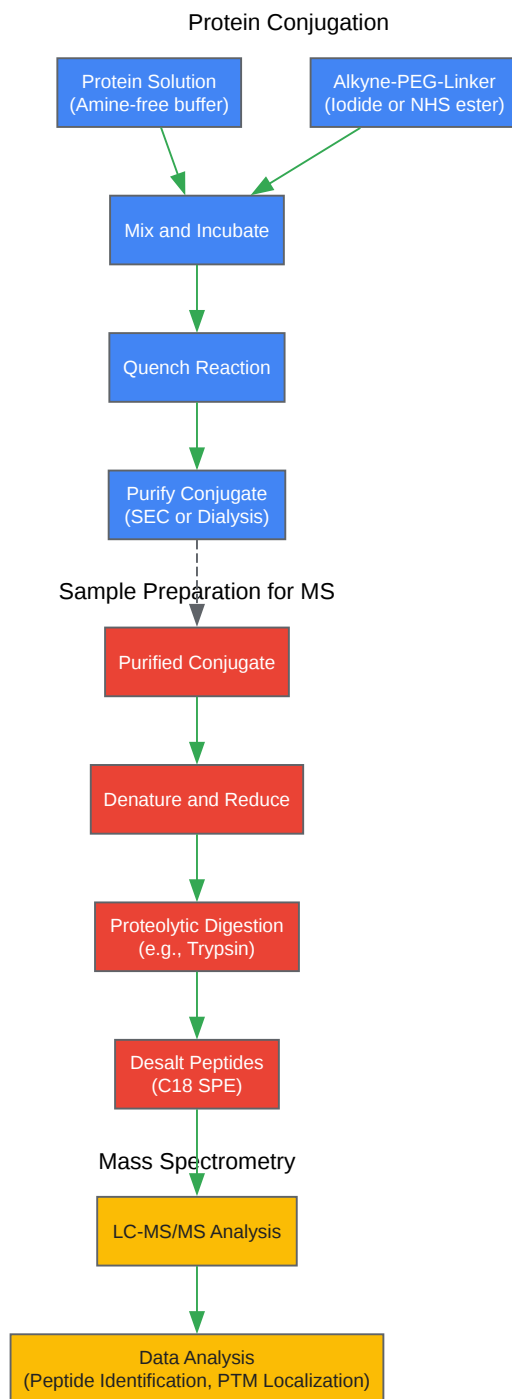 Protein Conjugation
Protein Solution
(Amine-free buffer)
Alkyne-PEG-Linker
(Iodide or NHS ester)
Mix and Incubate
Quench Reaction
Purify Conjugate
(SEC or Dialysis)
Sample Preparation for MS
Purified Conjugate
Denature and Reduce
Proteolytic Digestion
(e.g., Trypsin)
Desalt Peptides
(C18 SPE)
Mass Spectrometry
LC-MS/MS Analysis
Data Analysis
(Peptide Identification, PTM Localization)